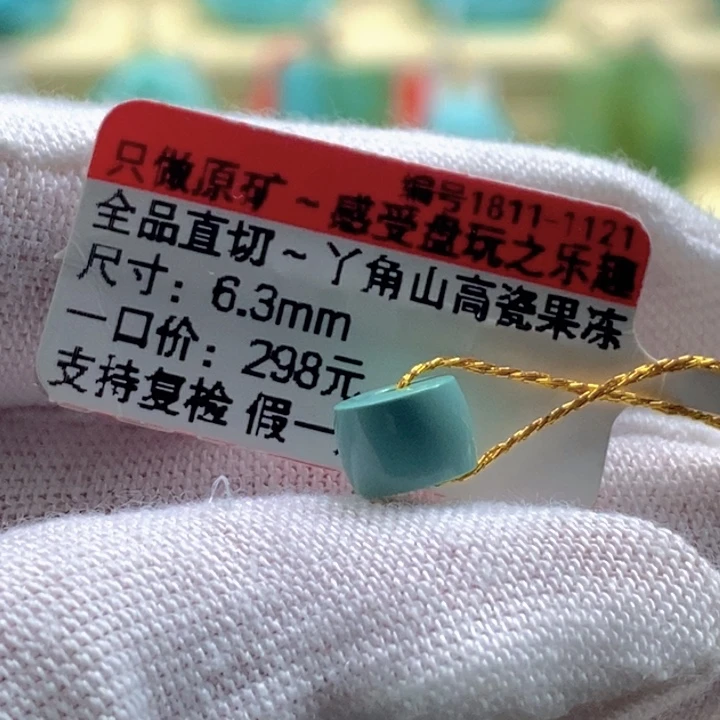 编号1811-1121
只做原矿~感受盘玩之乐趣
全品直切~丫角山高瓷果冻
尺寸：6.3mm
一口价：298元
支持复检 假一